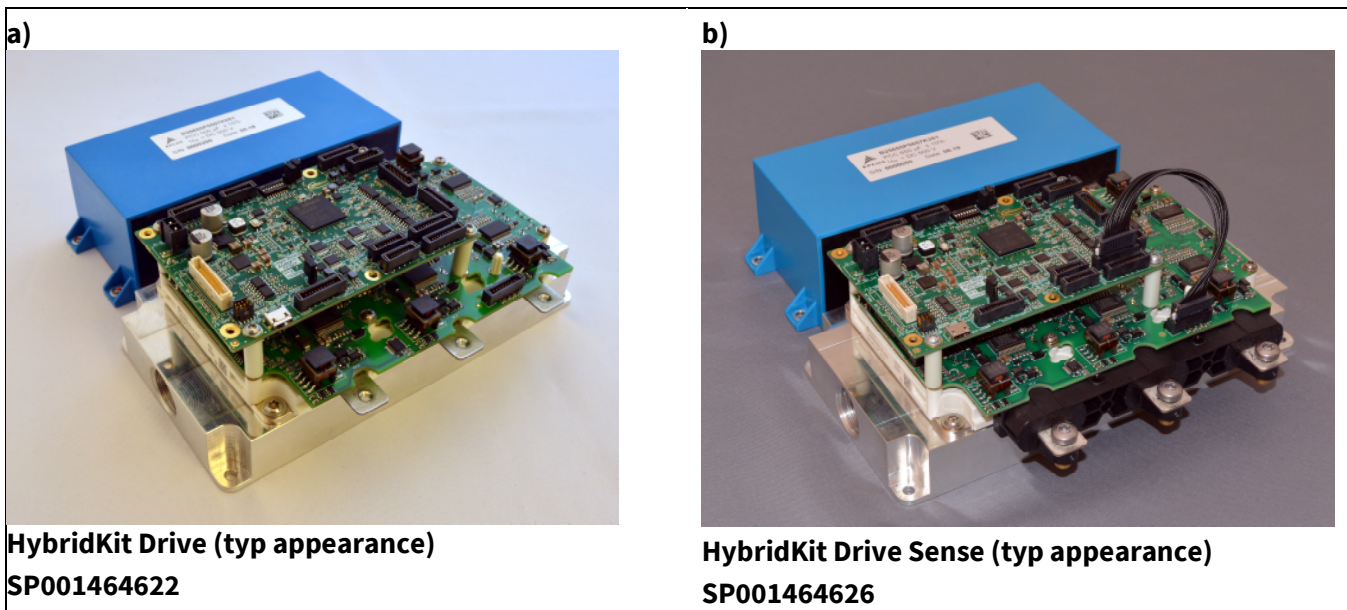 a)
b)
HybridKit Drive (typ appearance)
SP001464622
HybridKit Drive Sense (typ appearance)
SP001464626